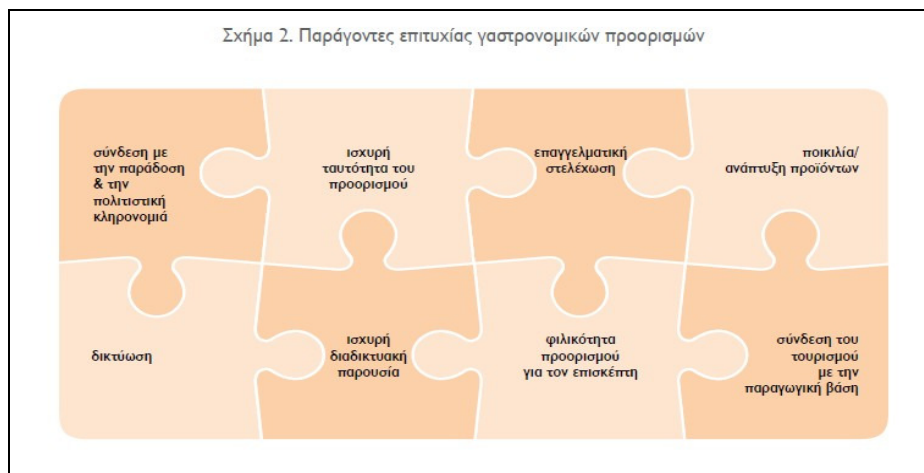 Σχήμα 2. Παράγοντες επιτυχίας γαστρονομικών προορισμών
σύνδεση με
την παράδοση
& την
πολιτιστική
κληρονομιά
ισχυρή
ταυτότητα του
προορισμού
επαγγελματική
στελέχωση
ποικιλία/
ανάπτυξη προϊόντων
δικτύωση
ισχυρή
διαδικτυακή
παρουσία
φιλικότητα
προορισμού
για τον επισκέπτη
σύνδεση του
τουρισμού
με την
παραγωγική βάση